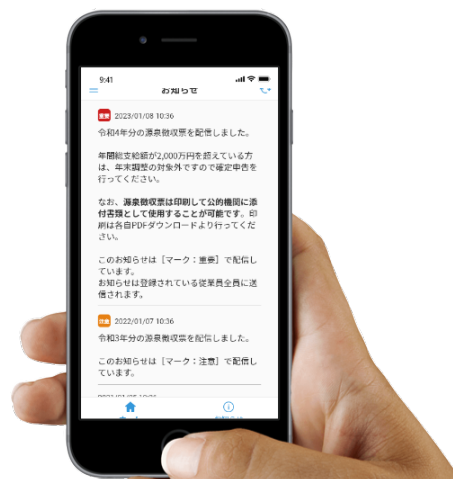 9:41
お知らせ
重要 2023/01/08 10:36
令和4年分の源泉徴収票を配信しました。
年間総支給額が2,000万円を超えている方
は、年末調整の対象外ですので確定申告を
行ってください。
なお、源泉徴収票は印刷して公的機関に添
付書類として使用することが可能です。印
刷は各自PDFダウンロードより行ってくだ
さい。
このお知らせは［マーク：重要］で配信し
ています。
お知らせは登録されている従業員全員に送
信されます。
注意 2022/01/07 10:36
令和3年分の源泉徴収票を配信しました。
このお知らせは［マーク：注意］で配信し
ています。